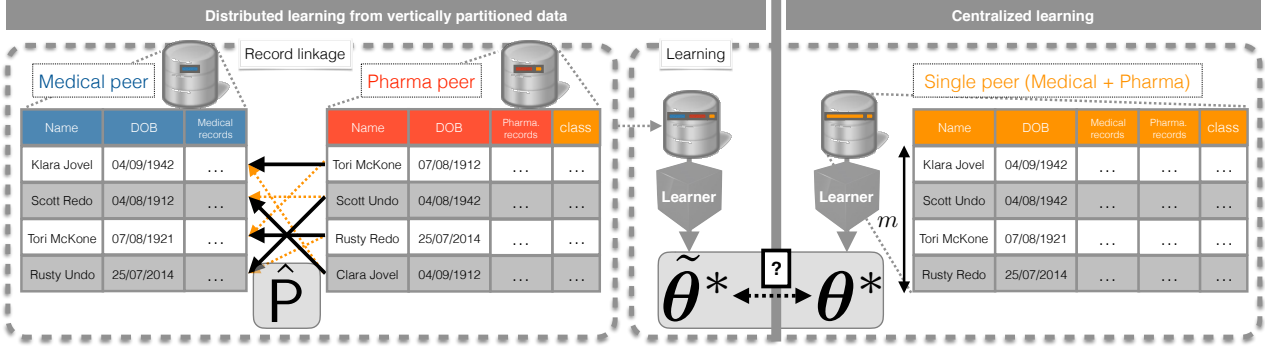 Distributed learning from vertically partitioned data
Centralized learning
Record linkage
Learning
Medical peer
Pharma peer
Single peer (Medical + Pharma)
Name DOB Medical records
Klara Jovel 04/09/1942 ...
Scott Redo 04/08/1912 ...
Tori McKone 07/08/1921 ...
Rusty Undo 25/07/2014 ...
Name DOB Pharma. records class
Tori McKone 07/08/1912 ... ...
Scott Undo 04/08/1942 ... ...
Rusty Redo 25/07/2014 ... ...
Clara Jovel 04/09/1912 ... ...
P̂
Learner
Learner
θ̃* ? θ*
m
Name DOB Medical records Pharma. records class
Klara Jovel 04/09/1942 ... ... ...
Scott Undo 04/08/1942 ... ... ...
Tori McKone 07/08/1921 ... ... ...
Rusty Redo 25/07/2014 ... ... ...